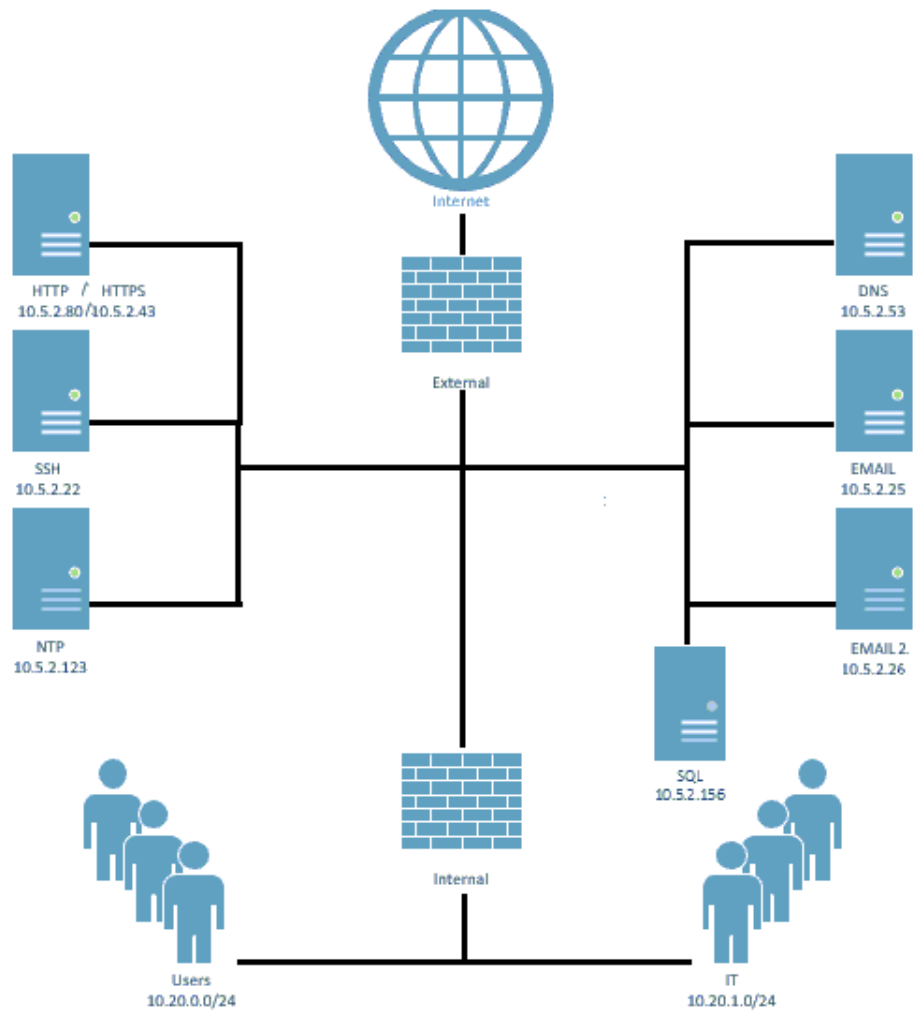 Internet
HTTP / HTTPS
10.5.2.80/10.5.2.43
DNS
10.5.2.53
External
SSH
10.5.2.22
EMAIL
10.5.2.25
:
NTP
10.5.2.123
EMAIL 2.
10.5.2.26
SQL
10.5.2.156
Internal
Users
10.20.0.0/24
IT
10.20.1.0/24